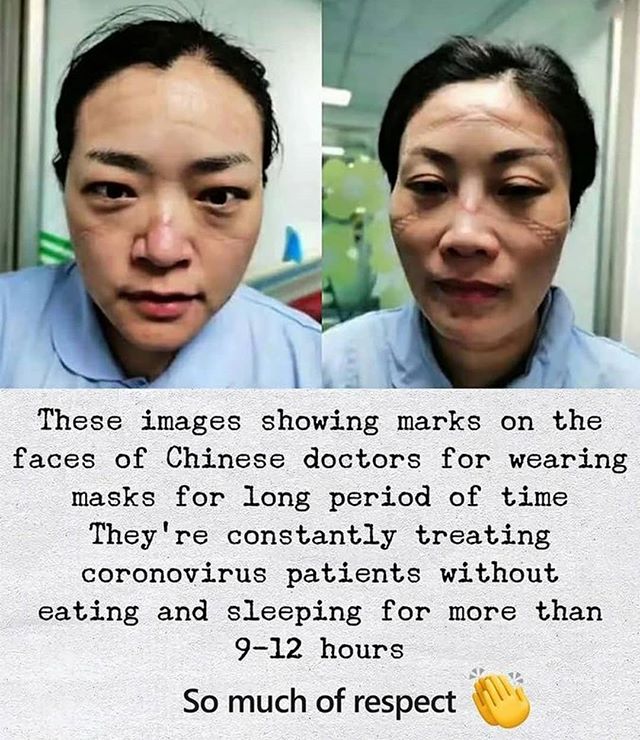 These images showing marks on the
faces of Chinese doctors for wearing
masks for long period of time
They're constantly treating
coronovirus patients without
eating and sleeping for more than
9-12 hours
So much of respect 👏